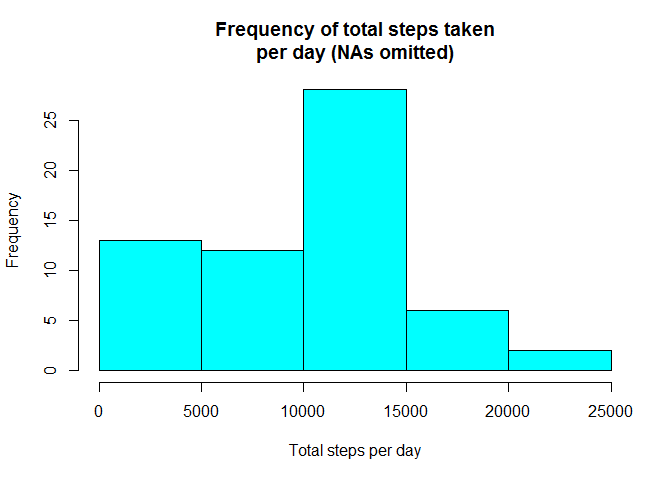 Frequency of total steps taken
per day (NAs omitted)
Frequency
25
20
15
10
5
0
0 5000 10000 15000 20000 25000
Total steps per day